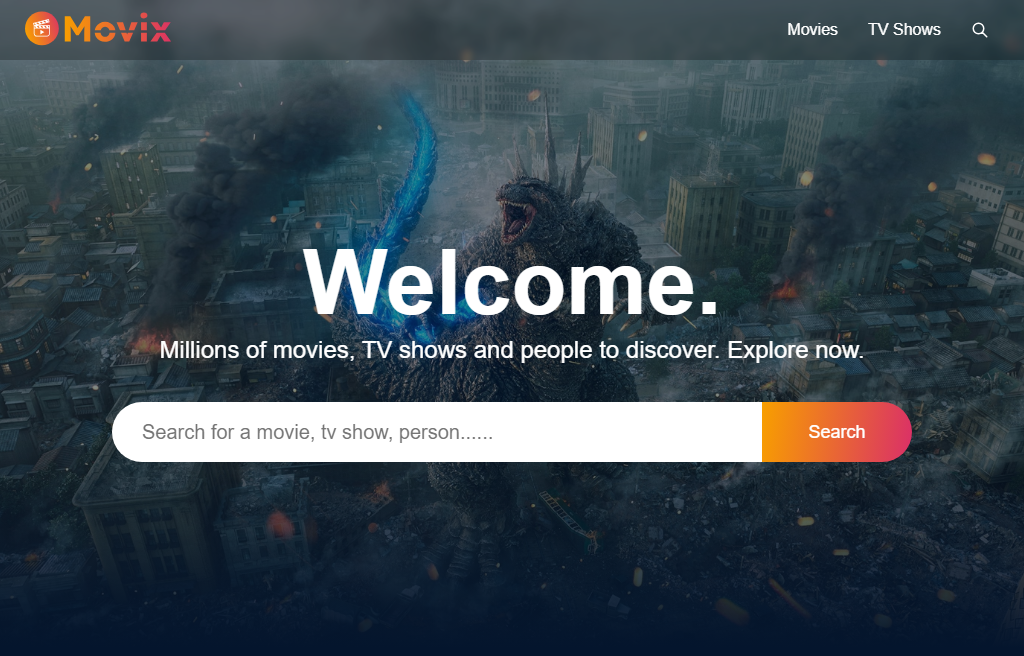 Movix
Movies
TV Shows
Welcome.
Millions of movies, TV shows and people to discover. Explore now.
Search for a movie, tv show, person......
Search